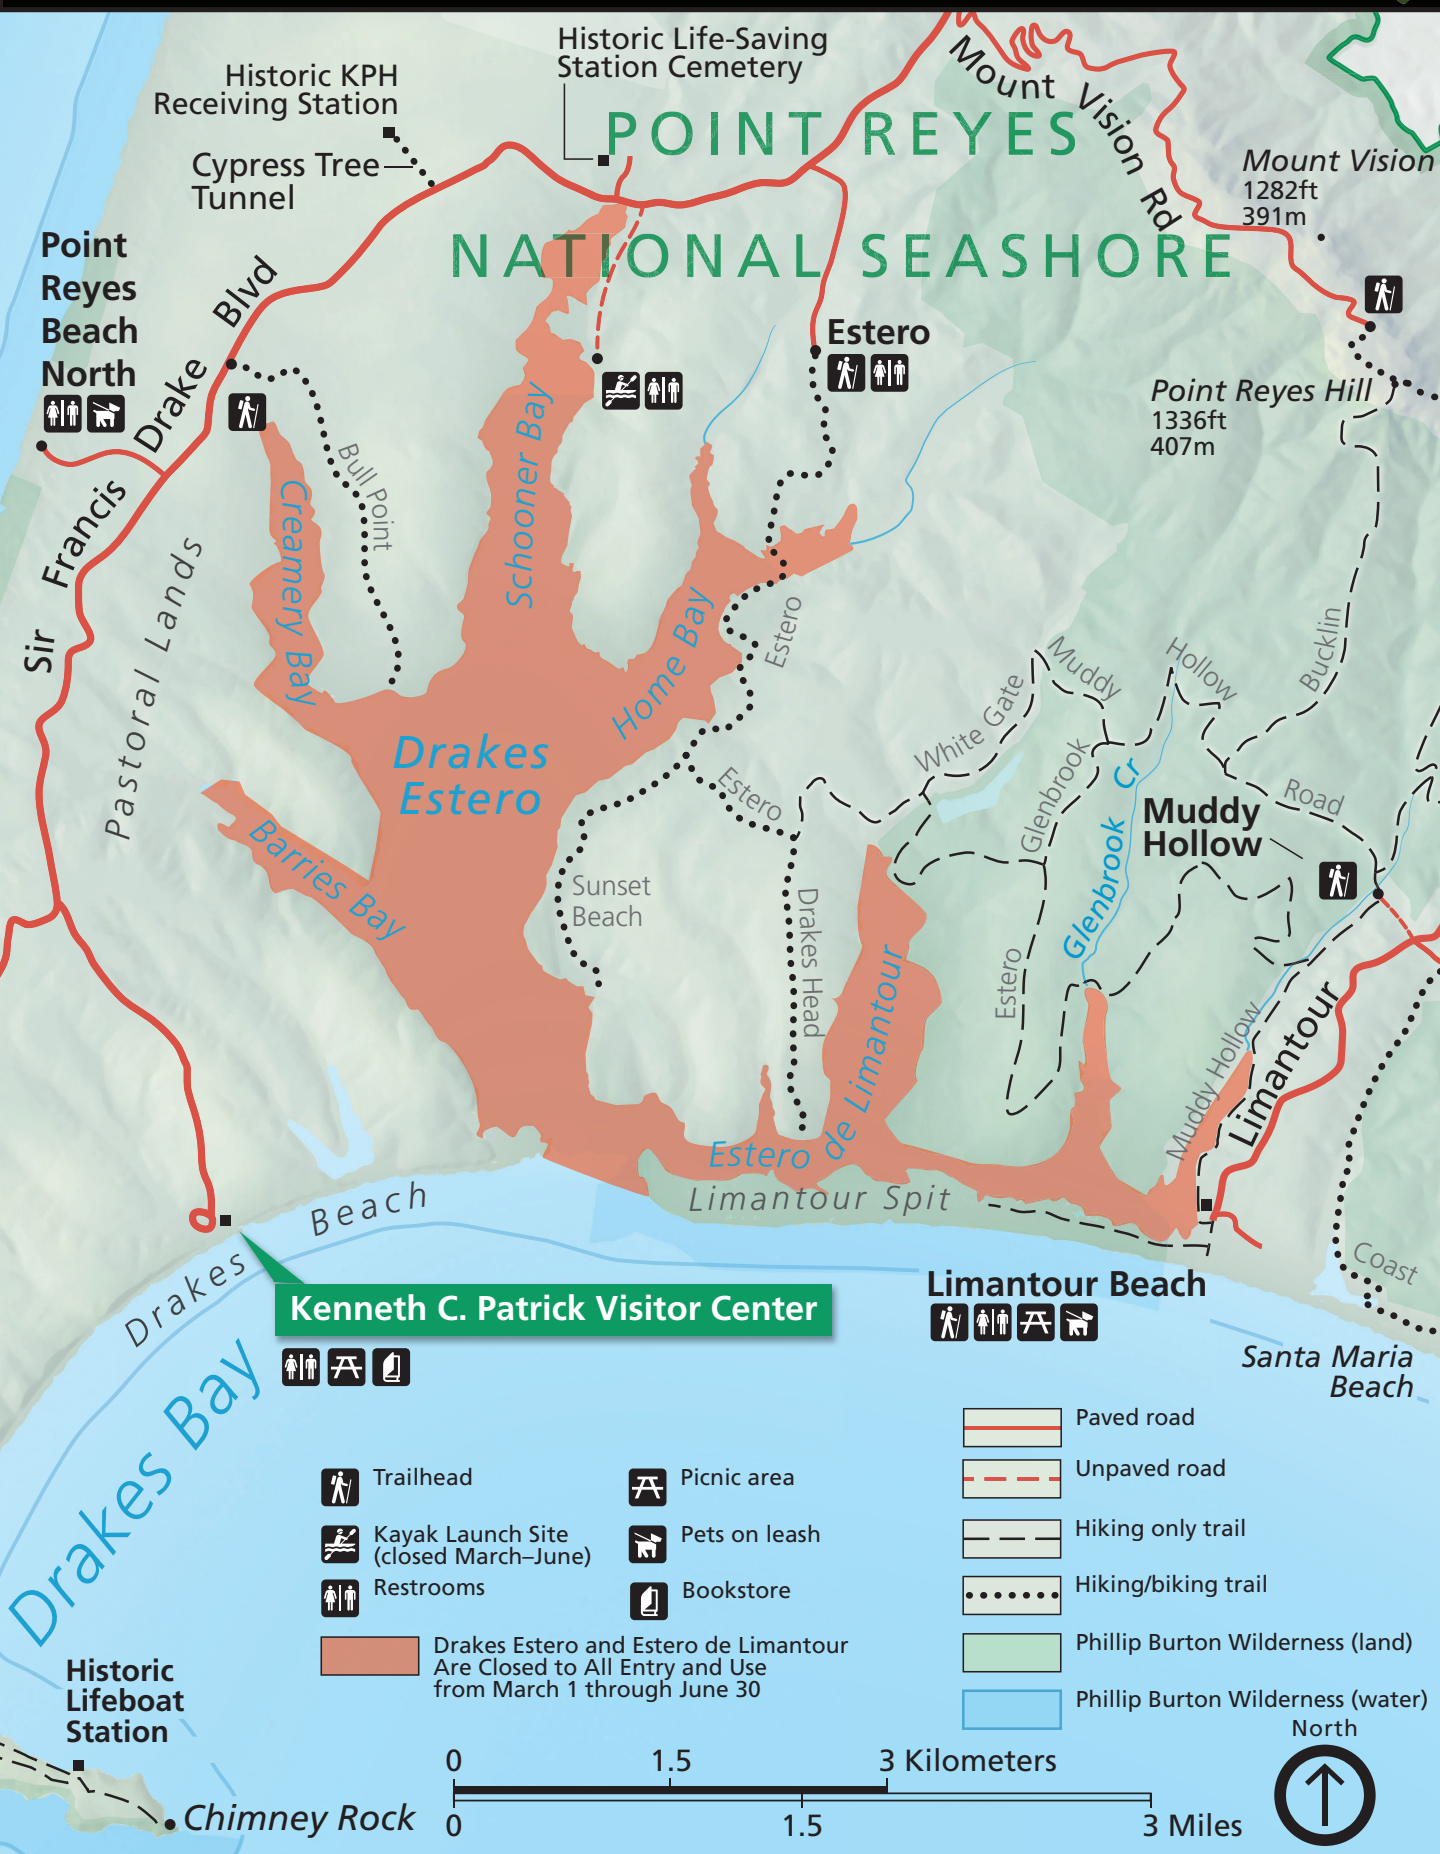 Historic Life-Saving
Station Cemetery
Historic KPH
Receiving Station
Cypress Tree
Tunnel
POINT REYES
NATIONAL SEASHORE
Mount Vision Rd
Mount Vision
1282ft
391m
Point
Reyes
Beach
North
Sir Francis Drake Blvd
Estero
Point Reyes Hill
1336ft
407m
Bull Point
Creamery Bay
Schooner Bay
Home Bay
Pastoral Lands
Estero
Bucklin
Muddy
Hollow
White Gate
Drakes
Estero
Estero
Glenbrook
Glenbrook Cr
Road
Muddy
Hollow
Barries Bay
Sunset
Beach
Drakes Head
Estero
Estero de Limantour
Muddy Hollow
Limantour
Limantour Spit
Drakes Beach
Coast
Kenneth C. Patrick Visitor Center
Limantour Beach
Santa Maria
Beach
Drakes Bay
Trailhead
Kayak Launch Site
(closed March–June)
Restrooms
Picnic area
Pets on leash
Bookstore
Drakes Estero and Estero de Limantour
Are Closed to All Entry and Use
from March 1 through June 30
Paved road
Unpaved road
Hiking only trail
Hiking/biking trail
Phillip Burton Wilderness (land)
Phillip Burton Wilderness (water)
North
Historic
Lifeboat
Station
Chimney Rock
0 1.5 3 Kilometers
0 1.5 3 Miles